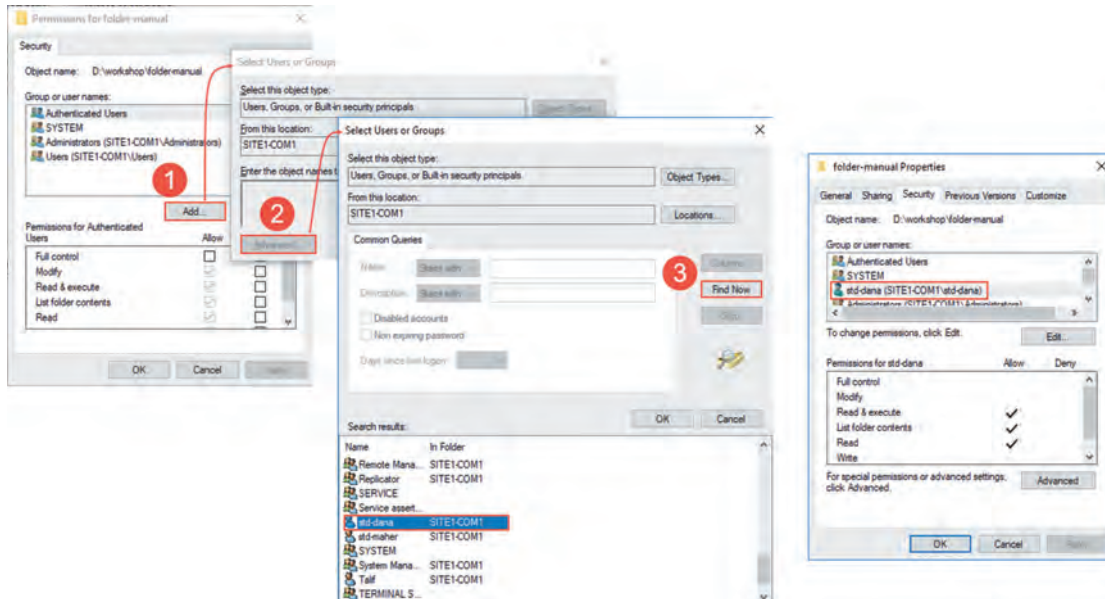 Permissions for folder-manual
Security
Object name: D:\workshop\folder-manual
Group or user names:
Authenticated Users
SYSTEM
Administrators (SITE1-COM1\Administrators)
Users (SITE1-COM1\Users)
1
Add...
Permissions for Authenticated
Users
Allow
Full control
Modify
Read & execute
List folder contents
Read
OK
Cancel
Apply
Select Users or Groups
Select this object type:
Users, Groups, or Built-in security principals
Object Types...
From this location:
SITE1-COM1
Enter the object names t
2
Advanced...
Select Users or Groups
Select this object type:
Users, Groups, or Built-in security principals
Object Types...
From this location:
SITE1-COM1
Locations...
Common Queries
Name: Starts with
Columns...
3
Find Now
Description: Starts with
Stop
Disabled accounts
Non expiring password
Days since last logon:
OK
Cancel
Search results:
Name In Folder
Remote Mana... SITE1-COM1
Replicator SITE1-COM1
SERVICE
Service assert...
std-dana SITE1-COM1
std-maher SITE1-COM1
SYSTEM
System Mana... SITE1-COM1
Talif SITE1-COM1
TERMINAL S...
folder-manual Properties
General Sharing Security Previous Versions Customize
Object name: D:\workshop\folder-manual
Group or user names:
Authenticated Users
SYSTEM
std-dana (SITE1-COM1\std-dana)
Administrators (SITE1-COM1\Administrators)
To change permissions, click Edit.
Edit...
Permissions for std-dana Allow Deny
Full control
Modify
Read & execute
List folder contents
Read
Write
For special permissions or advanced settings,
click Advanced.
Advanced
OK
Cancel
Apply